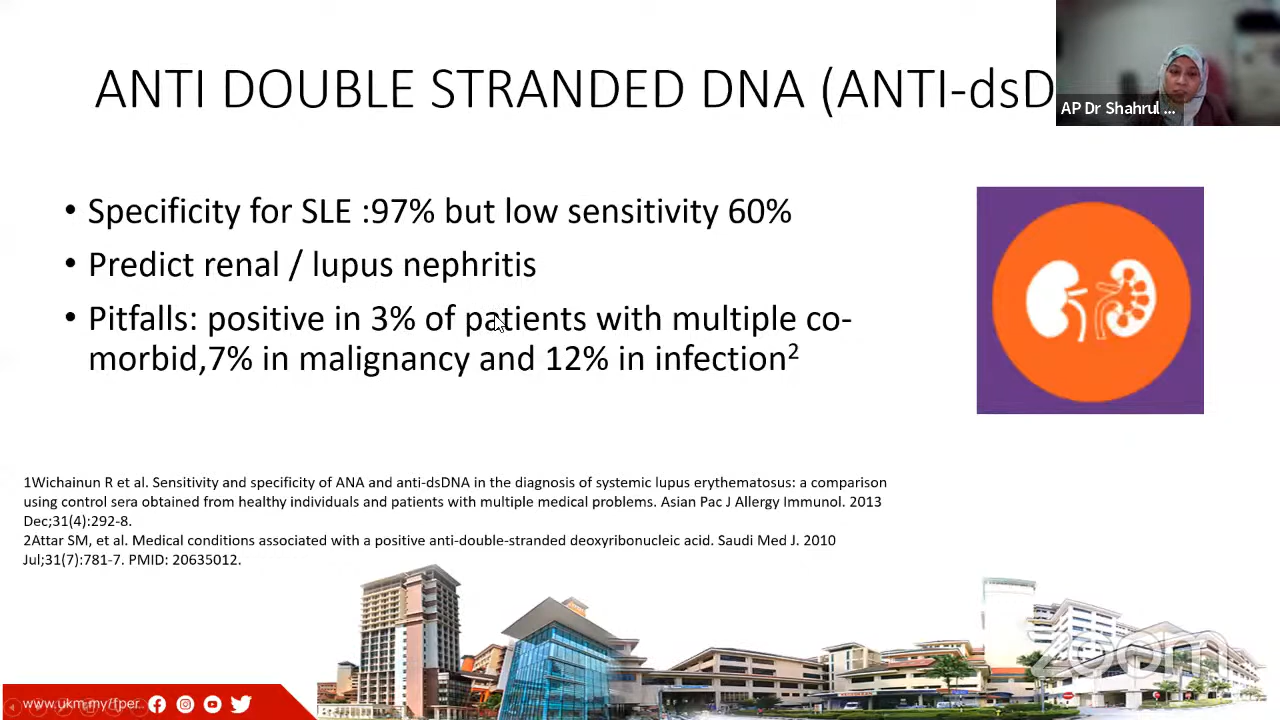 ANTI DOUBLE STRANDED DNA (ANTI-dsD
AP Dr Shahrul ...
• Specificity for SLE :97% but low sensitivity 60%
• Predict renal / lupus nephritis
• Pitfalls: positive in 3% of patients with multiple co-
morbid,7% in malignancy and 12% in infection2
1Wichainun R et al. Sensitivity and specificity of ANA and anti-dsDNA in the diagnosis of systemic lupus erythematosus: a comparison
using control sera obtained from healthy individuals and patients with multiple medical problems. Asian Pac J Allergy Immunol. 2013
Dec;31(4):292-8.
2Attar SM, et al. Medical conditions associated with a positive anti-double-stranded deoxyribonucleic acid. Saudi Med J. 2010
Jul;31(7):781-7. PMID: 20635012.
zoom
www.ukm.my/fper